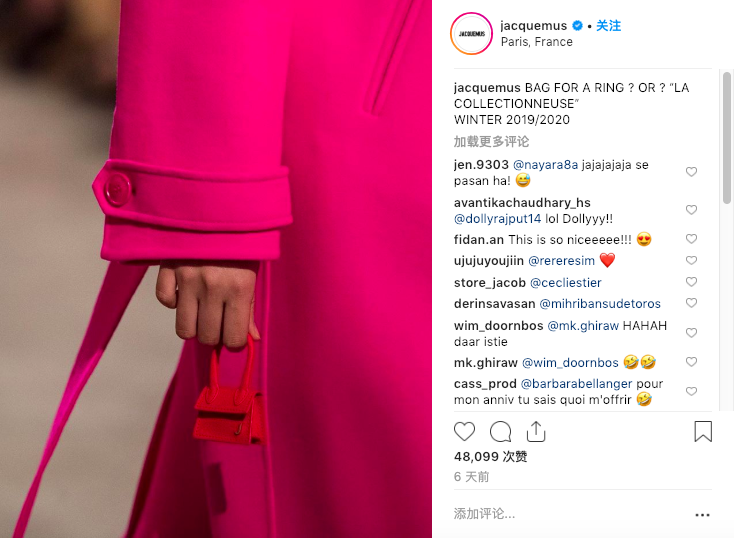 JACQUEMUS
jacquemus • 关注
Paris, France
jacquemus BAG FOR A RING ? OR ? “LA
COLLECTIONNEUSE”
WINTER 2019/2020
加载更多评论
jen.9303 @nayara8a jajajajaja se
pasan ha! 😅
avantikachaudhary_hs
@dollyrajput14 lol Dollyyy!!
fidan.an This is so niceeeee!!! 😍
ujujuyoujiin @rereresim ❤️
store_jacob @cecliestier
derinsavasan @mihribansudetoros
wim_doornbos @mk.ghiraw HAHAH
daar istie
mk.ghiraw @wim_doornbos 🤣🤣
cass_prod @barbarabellanger pour
mon anniv tu sais quoi m'offrir 🤣
48,099 次赞
6 天前
添加评论...